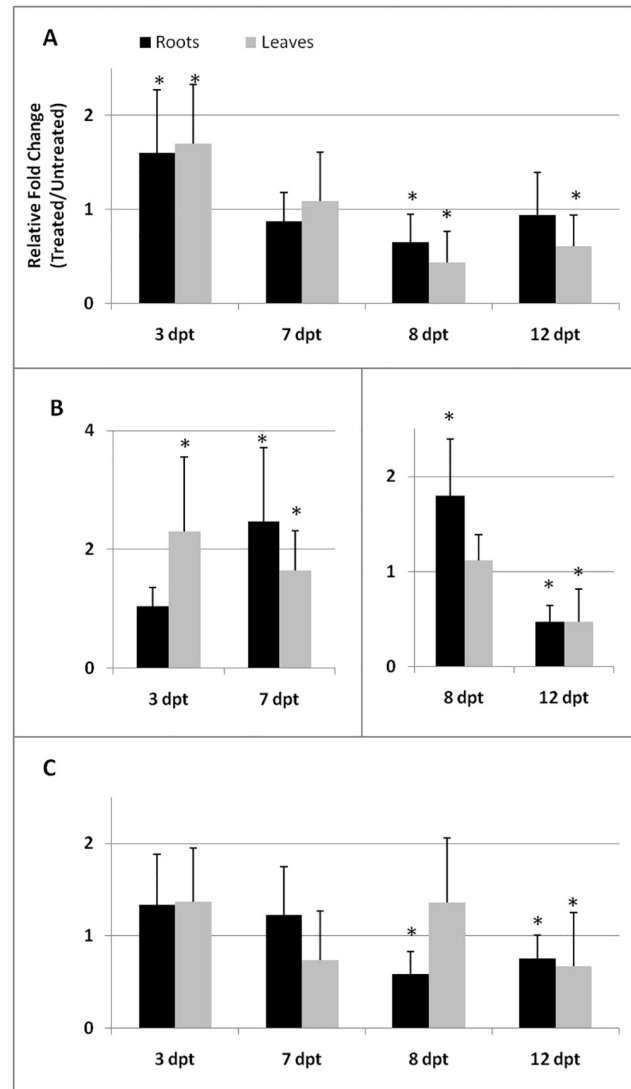 A
Roots Leaves
Relative Fold Change
(Treated/Untreated)
2
* *
1
* * *
0
3 dpt 7 dpt 8 dpt 12 dpt
B
4
* * *
2
0
3 dpt 7 dpt
*
2
1
* *
0
8 dpt 12 dpt
C
2
1
* * *
0
3 dpt 7 dpt 8 dpt 12 dpt